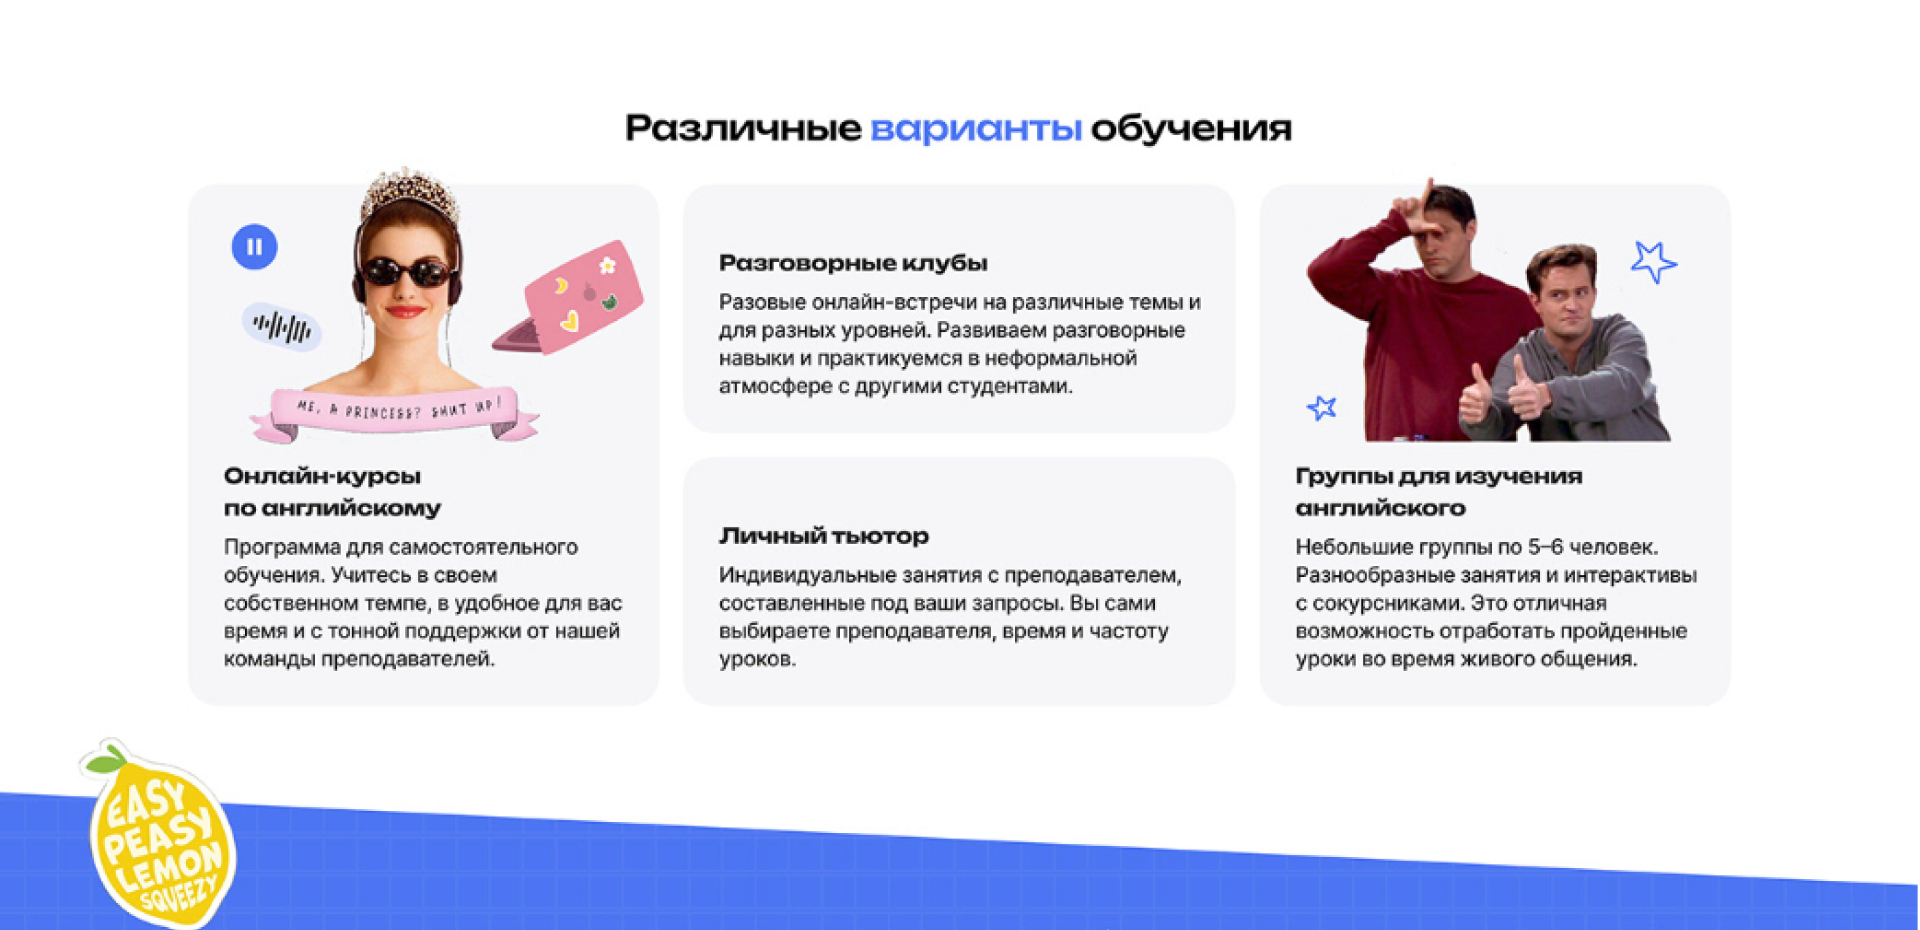 Различные варианты обучения
ME, A PRINCESS? SHUT UP!
Онлайн-курсы
по английскому
Программа для самостоятельного
обучения. Учитесь в своем
собственном темпе, в удобное для вас
время и с тонной поддержки от нашей
команды преподавателей.
Разговорные клубы
Разовые онлайн-встречи на различные темы и
для разных уровней. Развиваем разговорные
навыки и практикуемся в неформальной
атмосфере с другими студентами.
Личный тьютор
Индивидуальные занятия с преподавателем,
составленные под ваши запросы. Вы сами
выбираете преподавателя, время и частоту
уроков.
Группы для изучения
английского
Небольшие группы по 5–6 человек.
Разнообразные занятия и интерактивы
с сокурсниками. Это отличная
возможность отработать пройденные
уроки во время живого общения.
EASY
PEASY
LEMON
SQUEEZY